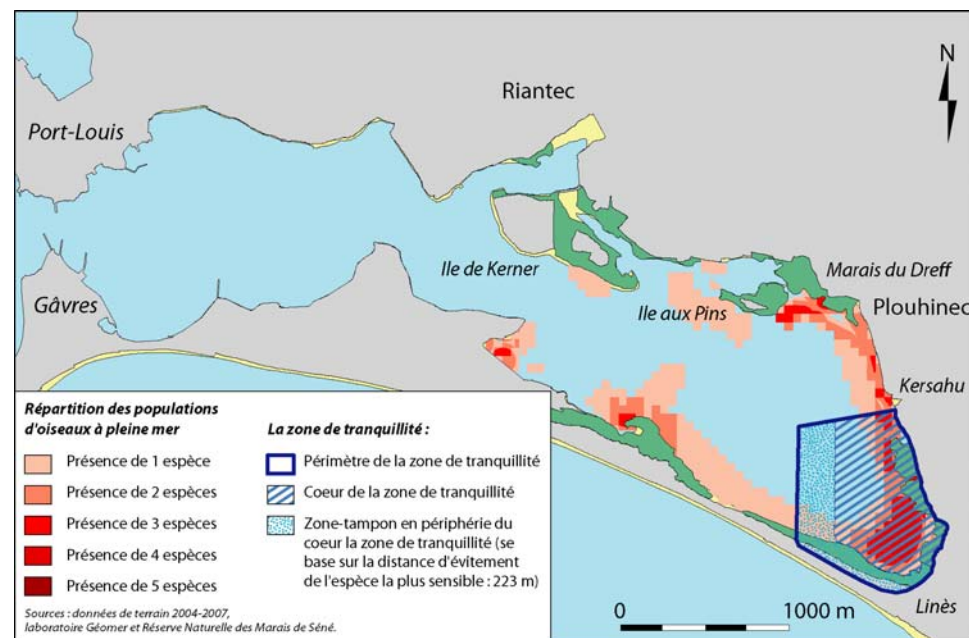 N
Riantec
Port-Louis
Ile de Kerner
Marais du Dreff
Gâvres
Ile aux Pins
Plouhinec
Kersahu
Répartition des populations
d'oiseaux à pleine mer
Présence de 1 espèce
Présence de 2 espèces
Présence de 3 espèces
Présence de 4 espèces
Présence de 5 espèces
La zone de tranquillité :
Périmètre de la zone de tranquillité
Coeur de la zone de tranquillité
Zone-tampon en périphérie du
coeur la zone de tranquillité (se
base sur la distance d'évitement
de l'espèce la plus sensible : 223 m)
Sources : données de terrain 2004-2007,
laboratoire Géomer et Réserve Naturelle des Marais de Séné.
Linès
0 1000 m